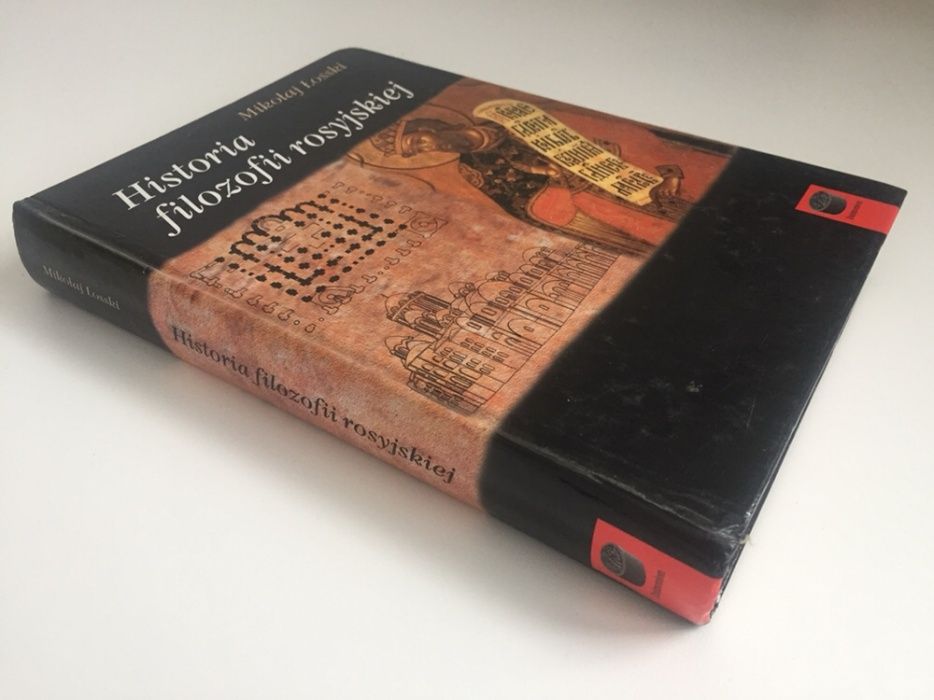 Mikołaj Łosski
Historia
filozofii rosyjskiej
Mikołaj Łosski
Historia filozofii rosyjskiej